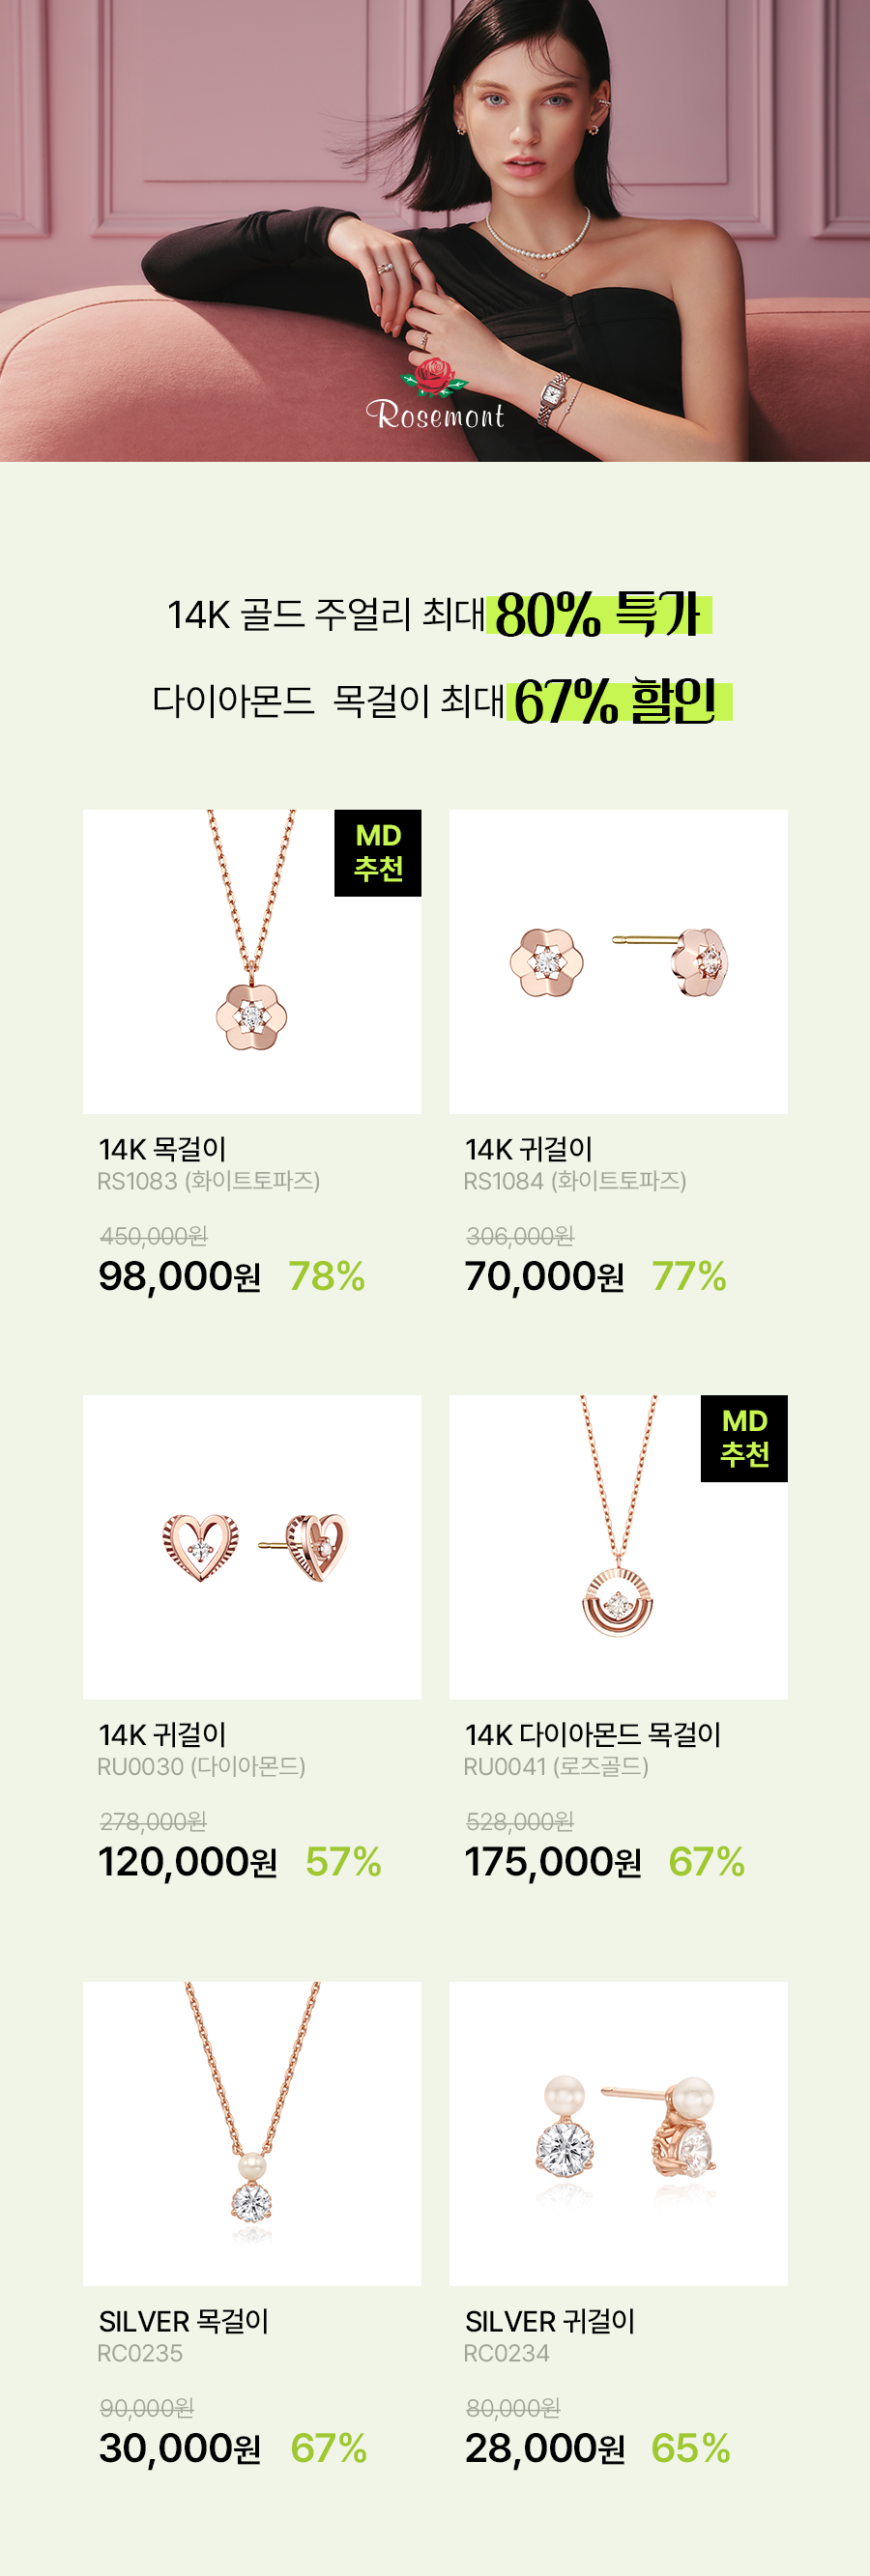 Rosemont
14K 골드 주얼리 최대 80% 특가
다이아몬드 목걸이 최대 67% 할인
MD
추천
14K 목걸이
RS1083 (화이트토파즈)
450,000원
98,000원 78%
14K 귀걸이
RS1084 (화이트토파즈)
306,000원
70,000원 77%
14K 귀걸이
RU0030 (다이아몬드)
278,000원
120,000원 57%
MD
추천
14K 다이아몬드 목걸이
RU0041 (로즈골드)
528,000원
175,000원 67%
SILVER 목걸이
RC0235
90,000원
30,000원 67%
SILVER 귀걸이
RC0234
80,000원
28,000원 65%